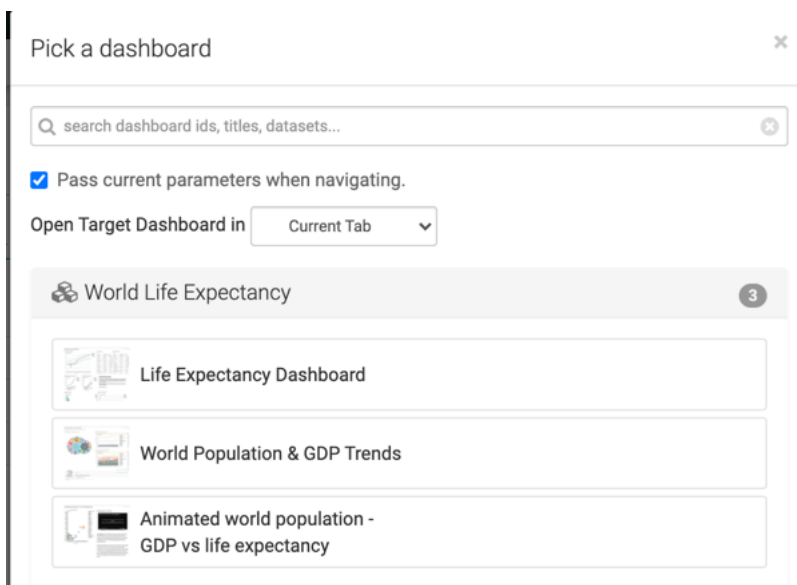 Pick a dashboard
search dashboard ids, titles, datasets...
Pass current parameters when navigating.
Open Target Dashboard in Current Tab
World Life Expectancy 3
Life Expectancy Dashboard
World Population & GDP Trends
Animated world population -
GDP vs life expectancy